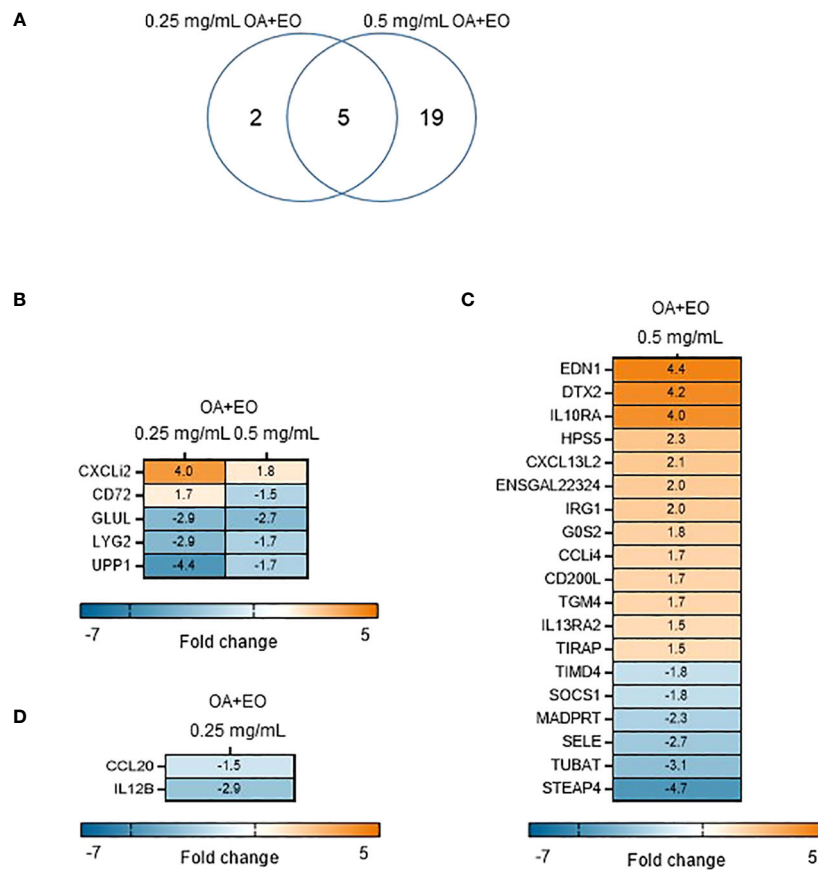 A
0.25 mg/mL OA+EO 0.5 mg/mL OA+EO
2 5 19
B
OA+EO
0.25 mg/mL 0.5 mg/mL
CXCLi2 4.0 1.8
CD72 1.7 -1.5
GLUL -2.9 -2.7
LYG2 -2.9 -1.7
UPP1 -4.4 -1.7
-7 Fold change 5
C
OA+EO
0.5 mg/mL
EDN1 4.4
DTX2 4.2
IL10RA 4.0
HPS5 2.3
CXCL13L2 2.1
ENSGAL22324 2.0
IRG1 2.0
G0S2 1.8
CCLi4 1.7
CD200L 1.7
TGM4 1.7
IL13RA2 1.5
TIRAP 1.5
TIMD4 -1.8
SOCS1 -1.8
MADPRT -2.3
SELE -2.7
TUBAT -3.1
STEAP4 -4.7
-7 Fold change 5
D
OA+EO
0.25 mg/mL
CCL20 -1.5
IL12B -2.9
-7 Fold change 5